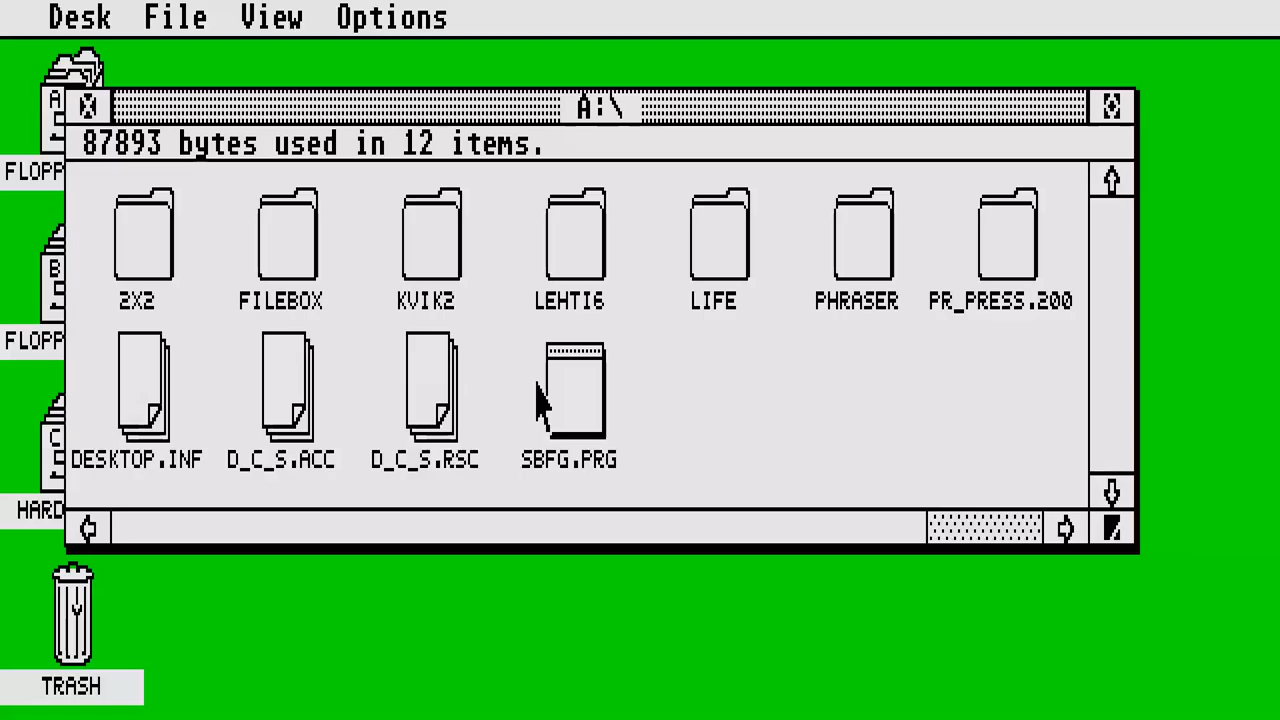 Desk File View Options
A:\
87893 bytes used in 12 items.
A
FLOPP
2X2 FILEBOX KVIK2 LEHTI6 LIFE PHRASER PR_PRESS.200
B
FLOPP
C
DESKTOP.INF D_C_S.ACC D_C_S.RSC SBFG.PRG
HARD
TRASH